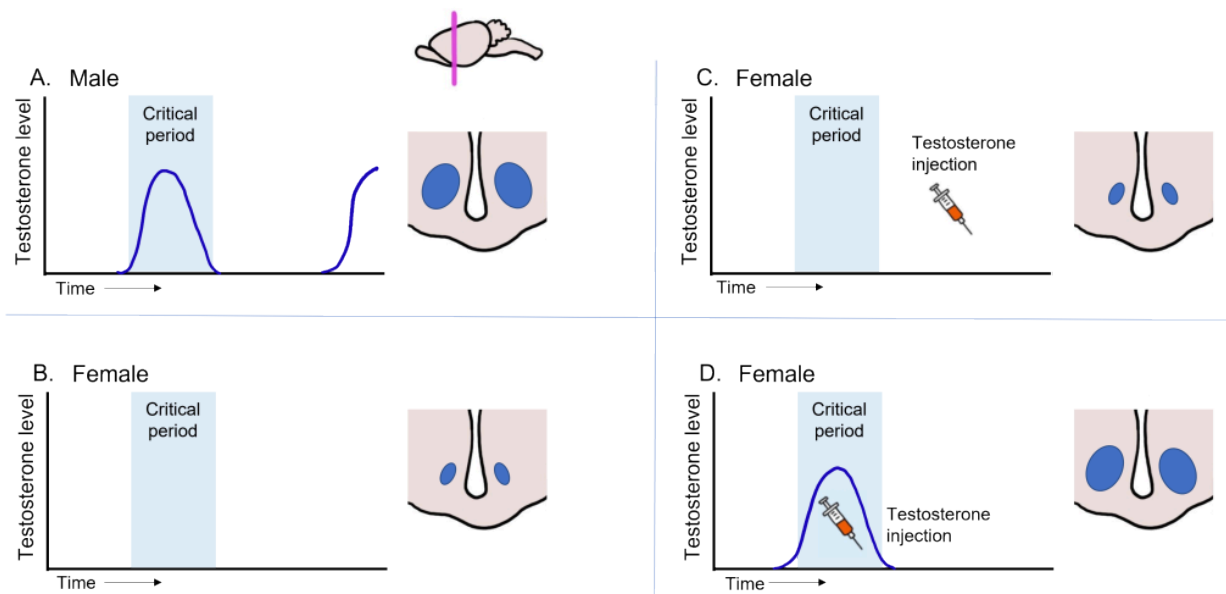 A. Male
Testosterone level
Critical
period
Time
B. Female
Testosterone level
Critical
period
Time
C. Female
Testosterone level
Critical
period
Testosterone
injection
Time
D. Female
Testosterone level
Critical
period
Testosterone
injection
Time